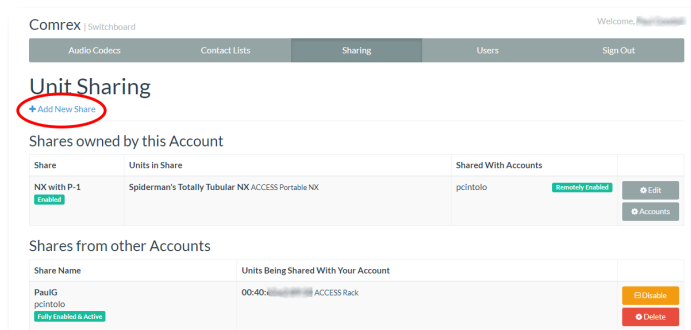 Comrex | Switchboard
Welcome,
Audio Codecs Contact Lists Sharing Users Sign Out
Unit Sharing
+ Add New Share
Shares owned by this Account
Share Units in Share Shared With Accounts
NX with P-1 Spiderman's Totally Tubular NX ACCESS Portable NX pcintolo Remotely Enabled Edit
Enabled
Accounts
Shares from other Accounts
Share Name Units Being Shared With Your Account
PaulG 00:40: ACCESS Rack Disable
pcintolo
Fully Enabled & Active Delete